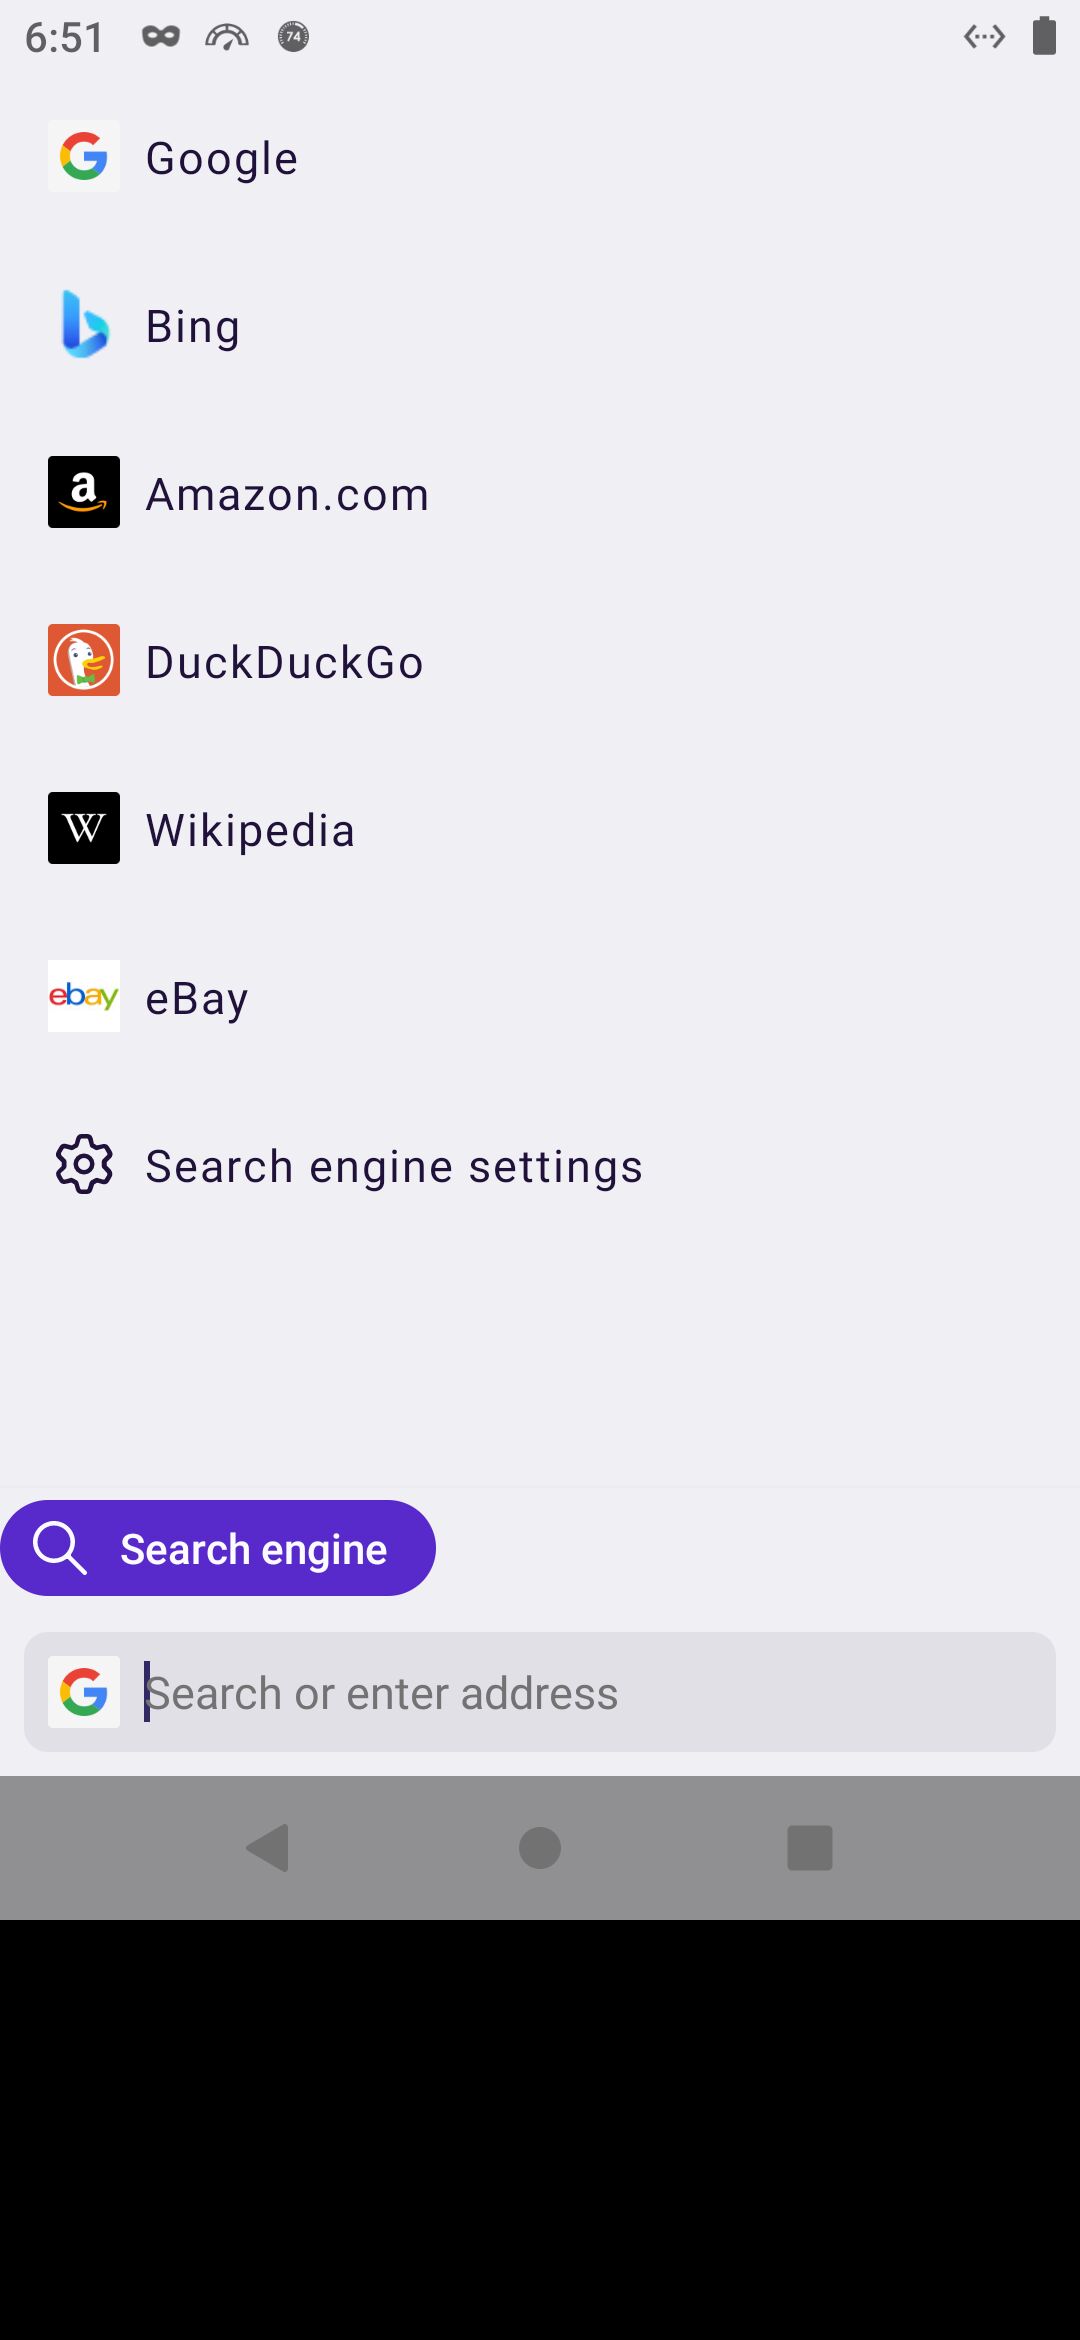 6:51
74
Google
Bing
Amazon.com
DuckDuckGo
W Wikipedia
ebay eBay
Search engine settings
Search engine
Search or enter address